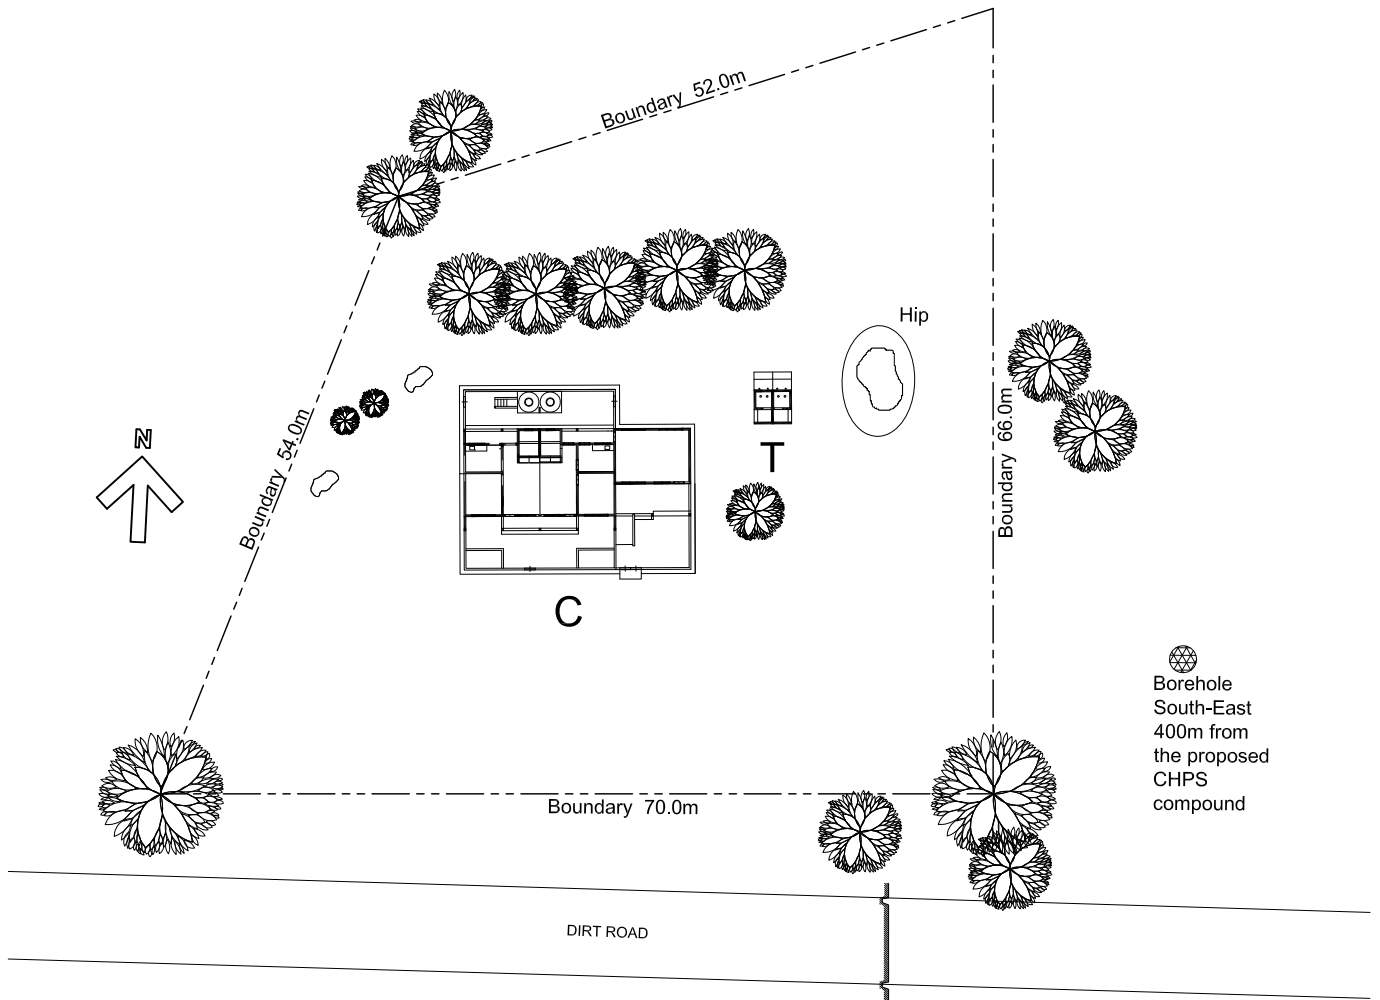 Boundary 52.0m
Hip
Boundary 54.0m
N
Boundary 66.0m
T
C
Borehole
South-East
400m from
the proposed
CHPS
compound
Boundary 70.0m
DIRT ROAD